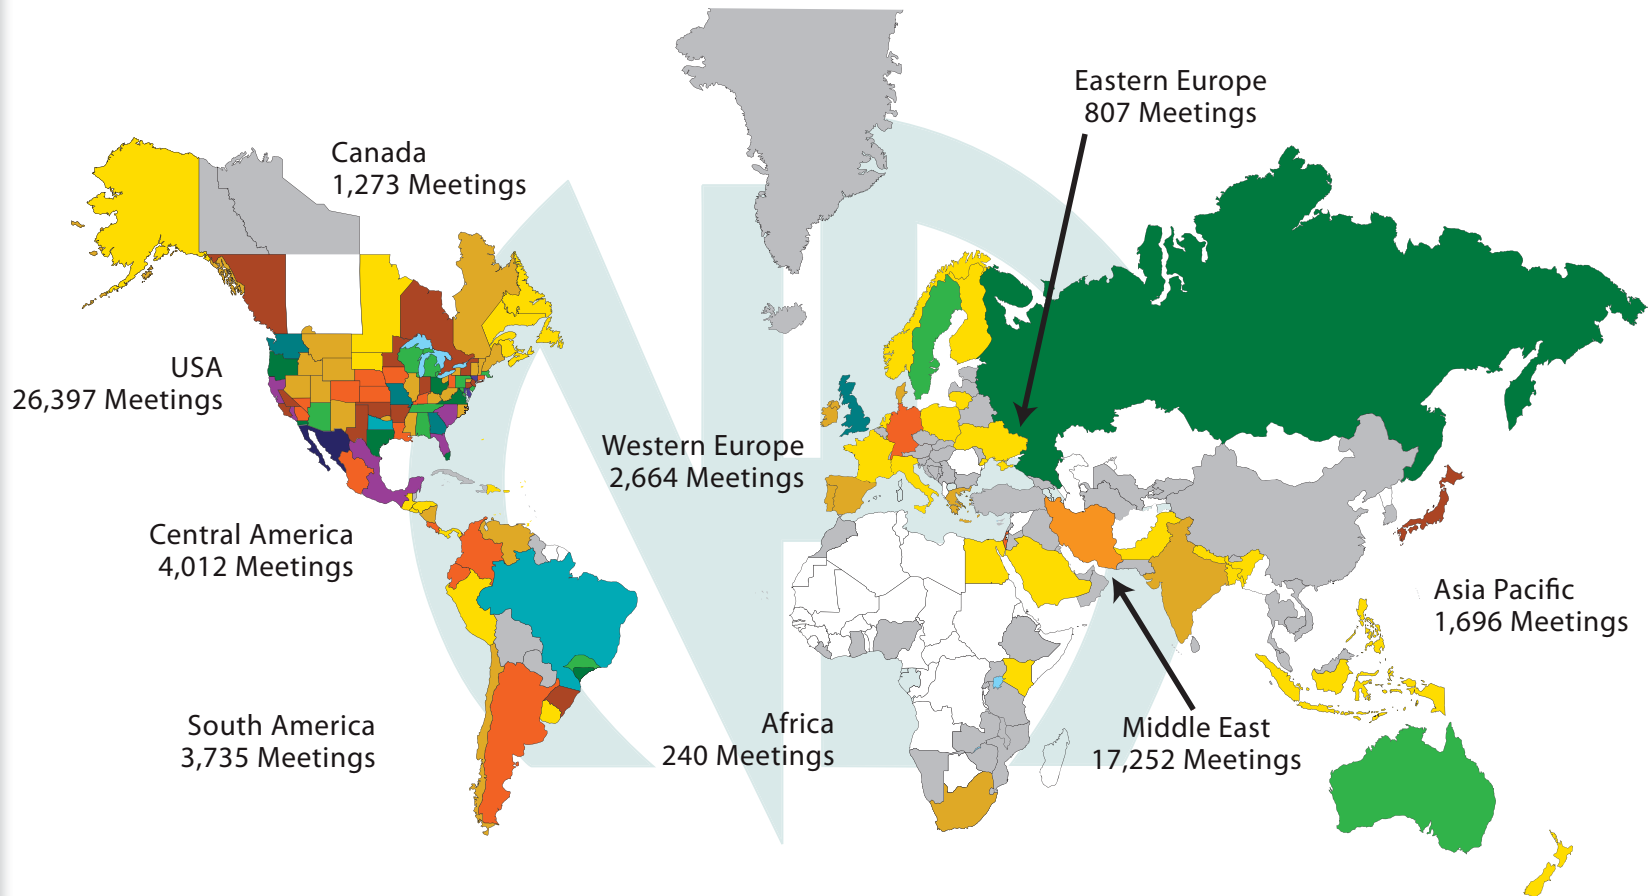 Eastern Europe
807 Meetings
Canada
1,273 Meetings
USA
26,397 Meetings
Western Europe
2,664 Meetings
Central America
4,012 Meetings
Asia Pacific
1,696 Meetings
South America
3,735 Meetings
Africa
240 Meetings
Middle East
17,252 Meetings